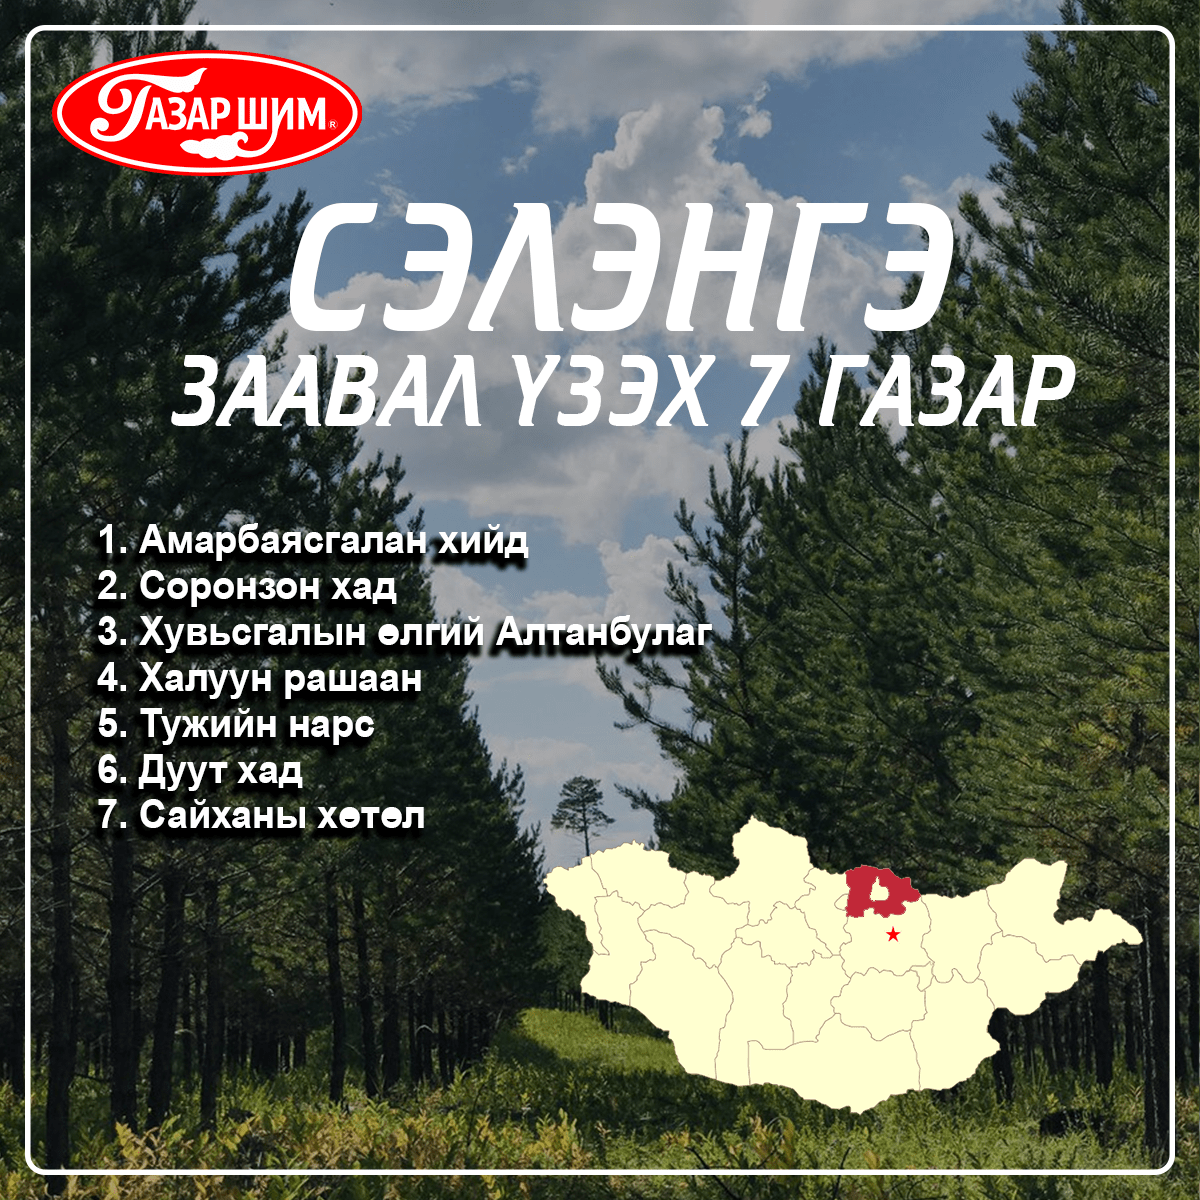 ГАЗАР ШИМ ®
СЭЛЭНГЭ
ЗААВАЛ ҮЗЭХ 7 ГАЗАР
1. Амарбаясгалан хийд
2. Соронзон хад
3. Хувьсгалын өлгий Алтанбулаг
4. Халуун рашаан
5. Тужийн нарс
6. Дуут хад
7. Сайханы хөтөл